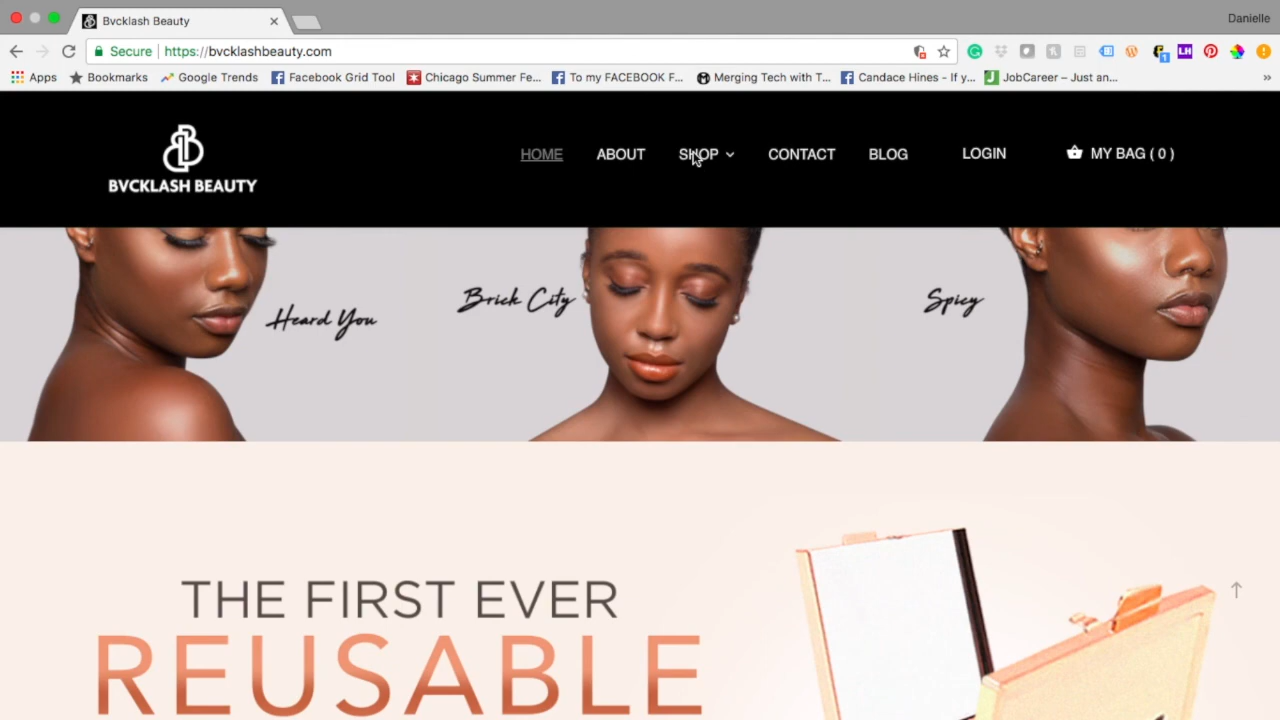 Bvcklash Beauty
Danielle
Secure https://bvcklashbeauty.com
1
LH
Apps Bookmarks Google Trends Facebook Grid Tool Chicago Summer Fe... To my FACEBOOK F... Merging Tech with T... Candace Hines - If y... JobCareer – Just an... »
BVCKLASH BEAUTY
HOME ABOUT SHOP CONTACT BLOG LOGIN MY BAG ( 0 )
Heard You
Brick City
Spicy
THE FIRST EVER
REUSABLE